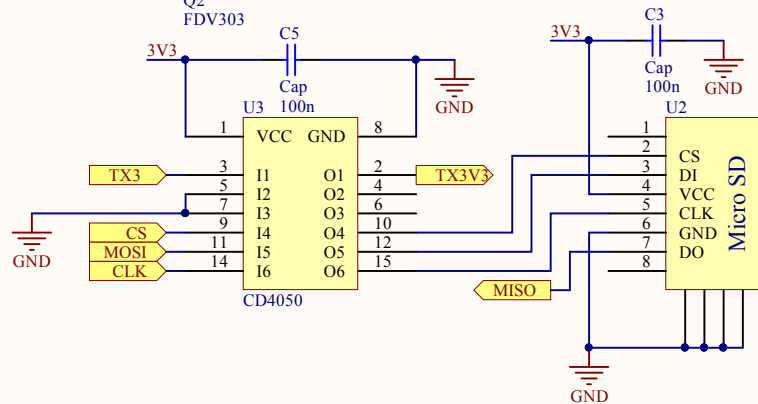 Q2
FDV303
3V3
C5
Cap
100n
GND
U3
1
VCC
GND
8
TX3
3
I1
O1
2
TX3V3
5
I2
O2
4
7
I3
O3
6
GND
CS
9
I4
O4
10
MOSI
11
I5
O5
12
CLK
14
I6
O6
15
CD4050
3V3
C3
Cap
100n
GND
U2
1
2
CS
3
DI
4
VCC
5
CLK
6
GND
7
DO
8
Micro SD
MISO
GND